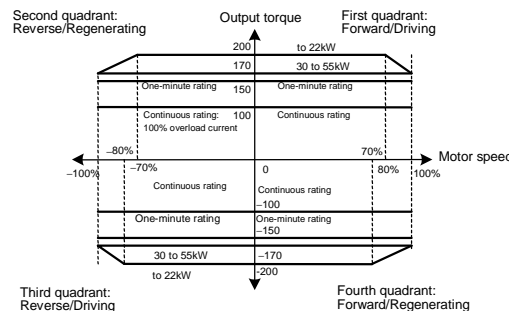 Second quadrant:
Reverse/Regenerating
Output torque
First quadrant:
Forward/Driving
200
to 22kW
170
30 to 55kW
One-minute rating
150
One-minute rating
Continuous rating:
100% overload current
100
Continuous rating
–80%
–70%
70%
80%
–100%
0
100%
Motor speed
Continuous rating
Continuous rating
–100
One-minute rating
One-minute rating
–150
30 to 55kW
–170
to 22kW
-200
Third quadrant:
Reverse/Driving
Fourth quadrant:
Forward/Regenerating